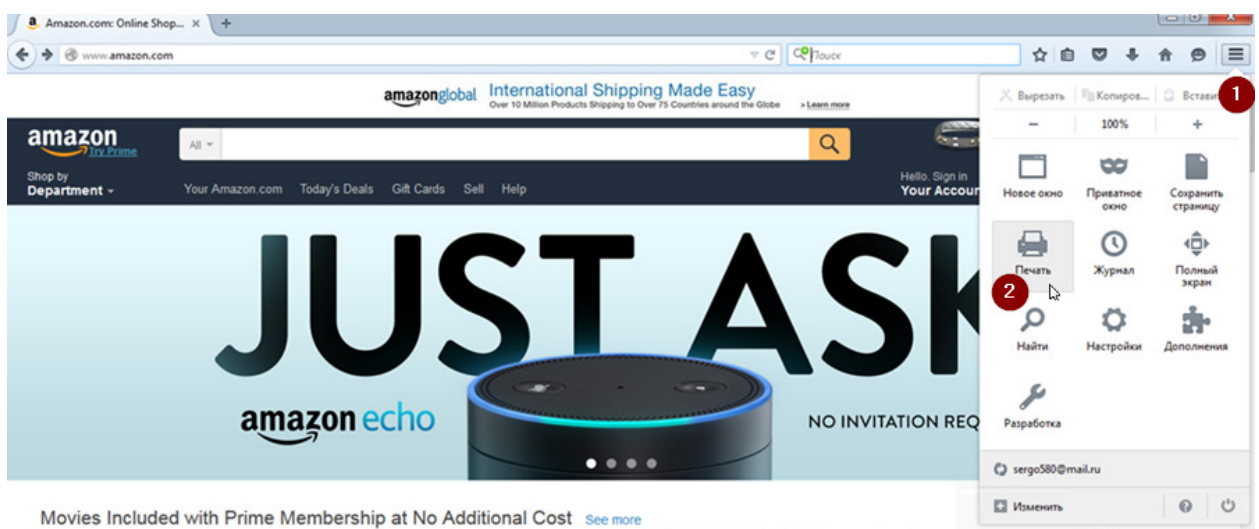 Amazon.com: Online Shop...
www.amazon.com
Поиск
amazonglobal International Shipping Made Easy
Over 10 Million Products Shipping to Over 75 Countries around the Globe
» Learn more
amazon
Try Prime
All
Shop by
Department
Your Amazon.com Today's Deals Gift Cards Sell Help
Hello. Sign in
Your Accour
JUST ASK
amazon echo
NO INVITATION REQ
Movies Included with Prime Membership at No Additional Cost See more
Вырезать Копиров... Встави
1
100%
Новое окно
Приватное
окно
Сохранить
страницу
Печать
Журнал
Полный
экран
2
Найти
Настройки
Дополнения
Разработка
sergo580@mail.ru
Изменить